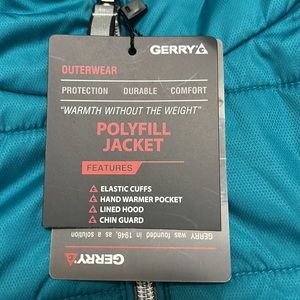 GERRY
OUTERWEAR
PROTECTION DURABLE COMFORT
"WARMTH WITHOUT THE WEIGHT"
POLYFILL
JACKET
FEATURES
ELASTIC CUFFS
HAND WARMER POCKET
LINED HOOD
CHIN GUARD
GERRY was founded in 1946, as a solution
GERRY